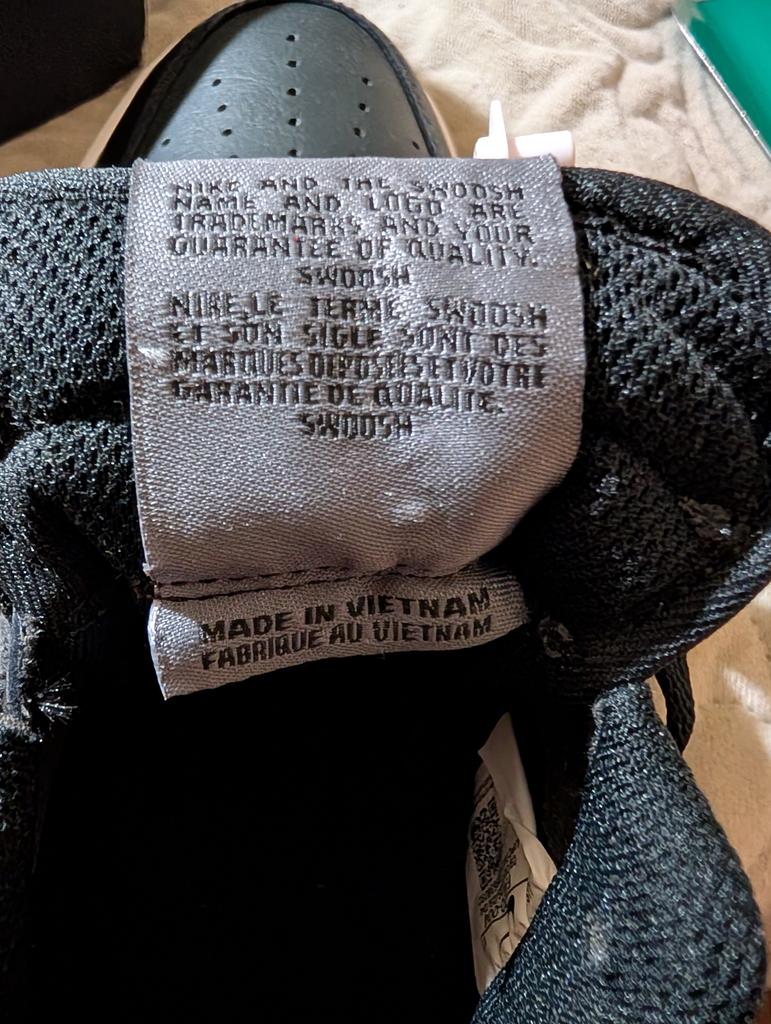 NIKE AND THE SWOOSH
NAME AND LOGO ARE
TRADEMARKS AND YOUR
GUARANTEE OF QUALITY.
SWOOSH
NIKE, LE TERME SWOOSH
ET SON SIGLE SONT DES
MARQUES DEPOSEES ET VOTRE
GARANTIE DE QUALITE.
SWOOSH
MADE IN VIETNAM
FABRIQUE AU VIETNAM